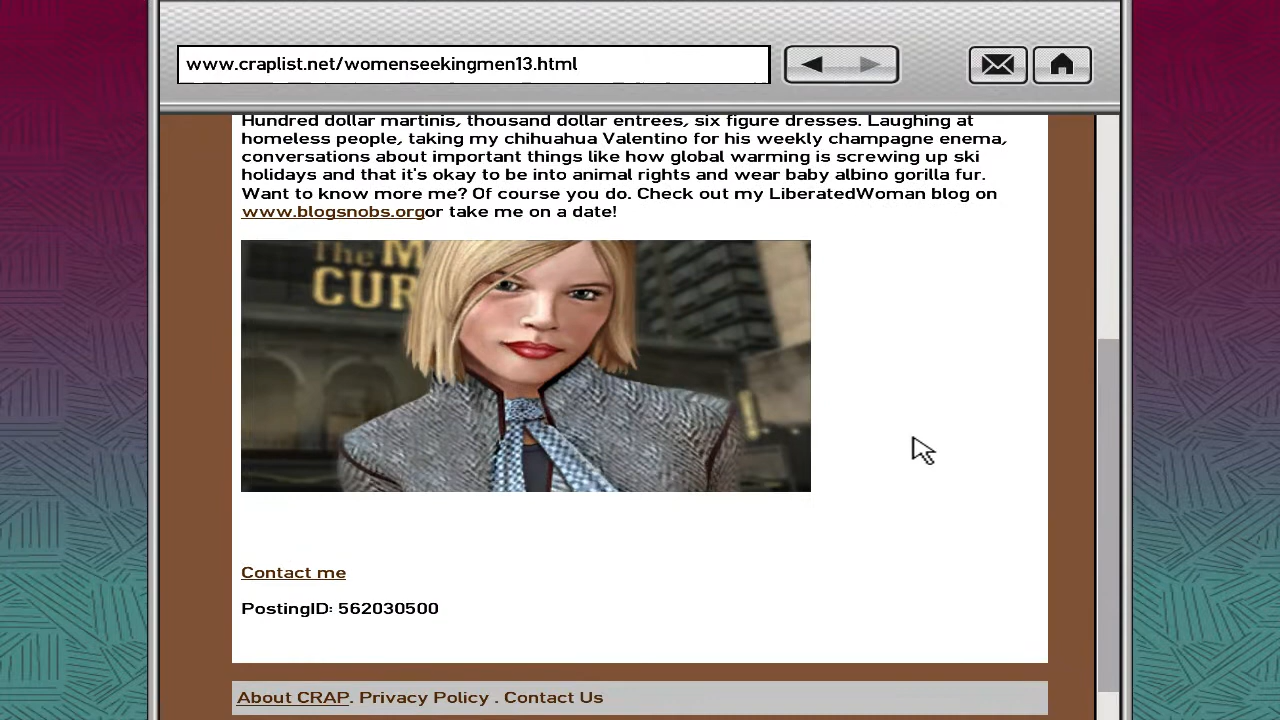 www.craplist.net/womenseekingmen13.html
Hundred dollar martinis, thousand dollar entrees, six figure dresses. Laughing at
homeless people, taking my chihuahua Valentino for his weekly champagne enema,
conversations about important things like how global warming is screwing up ski
holidays and that it's okay to be into animal rights and wear baby albino gorilla fur.
Want to know more me? Of course you do. Check out my LiberatedWoman blog on
www.blogsnobs.orgor take me on a date!
The M
CUR
Contact me
PostingID: 562030500
About CRAP. Privacy Policy . Contact Us